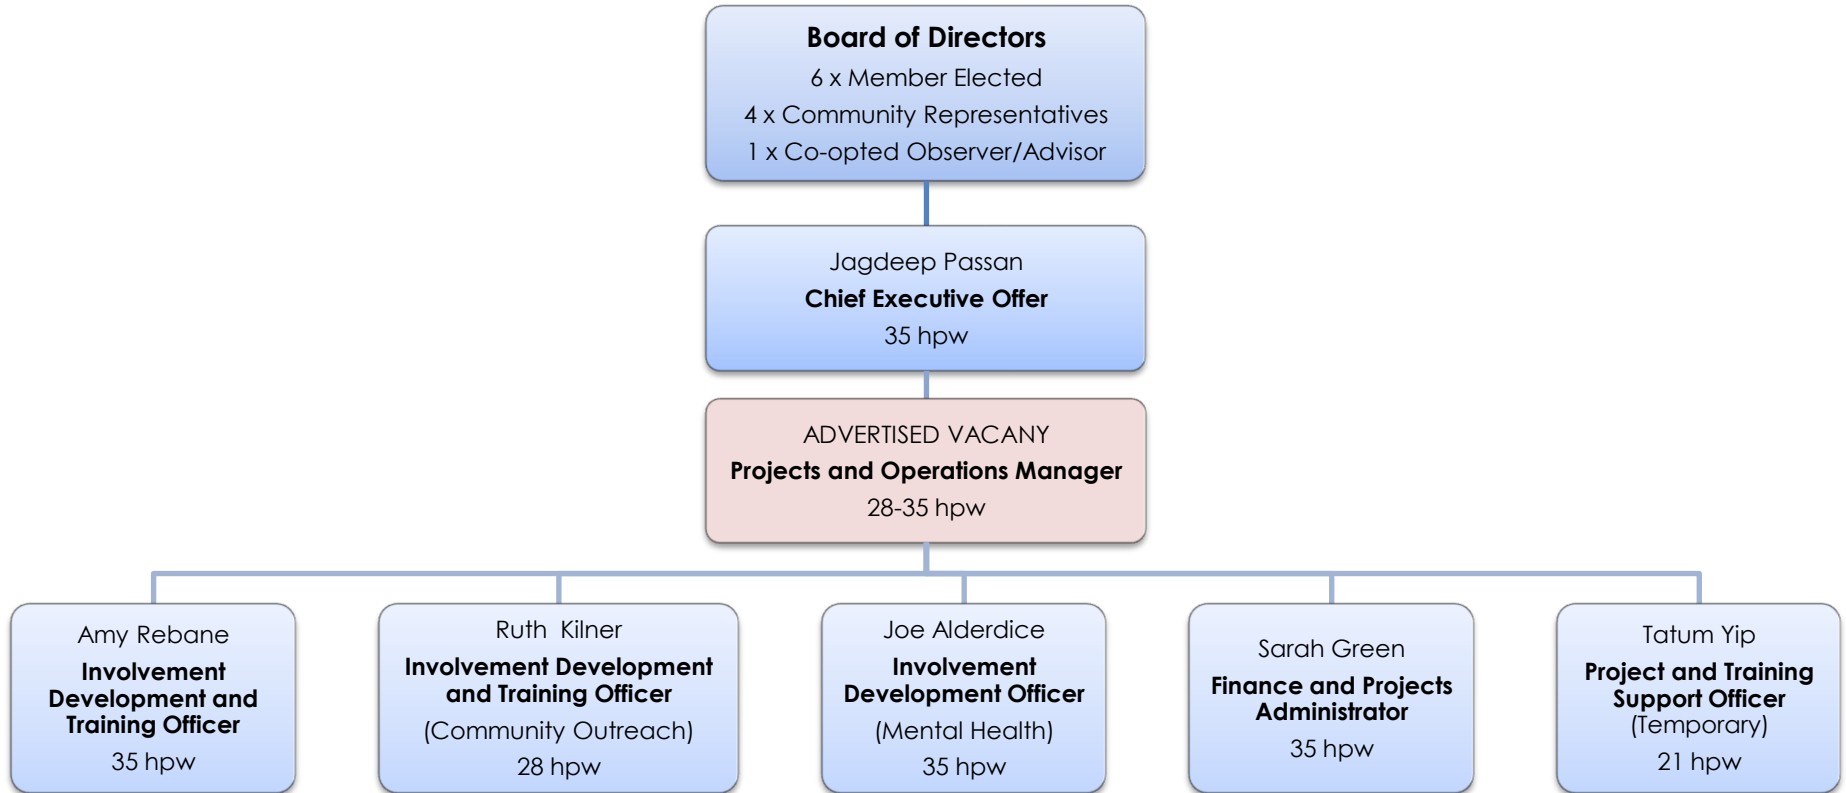 Board of Directors
6 x Member Elected
4 x Community Representatives
1 x Co-opted Observer/Advisor
Jagdeep Passan
Chief Executive Offer
35 hpw
ADVERTISED VACANY
Projects and Operations Manager
28-35 hpw
Amy Rebane
Involvement
Development and
Training Officer
35 hpw
Ruth Kilner
Involvement Development
and Training Officer
(Community Outreach)
28 hpw
Joe Alderdice
Involvement
Development Officer
(Mental Health)
35 hpw
Sarah Green
Finance and Projects
Administrator
35 hpw
Tatum Yip
Project and Training
Support Officer
(Temporary)
21 hpw